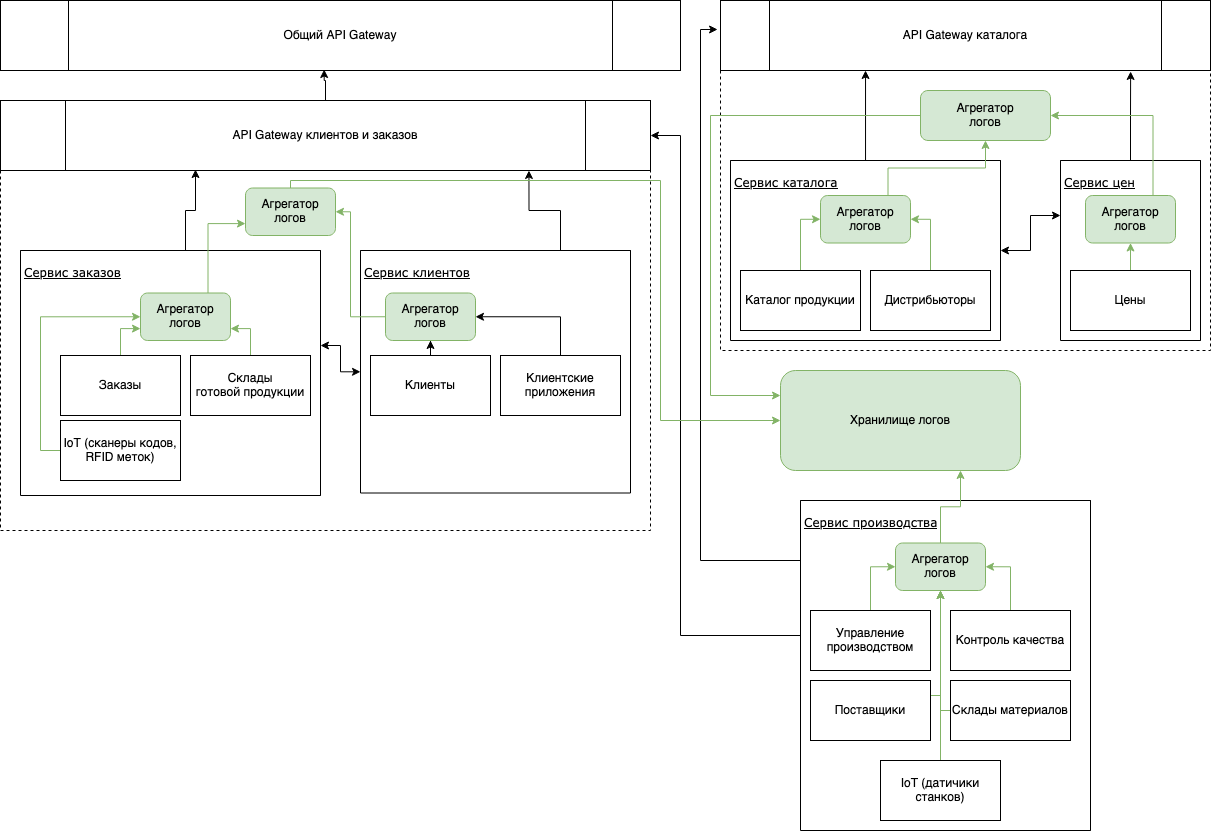 Общий API Gateway
API Gateway каталога
API Gateway клиентов и заказов
Агрегатор
логов
Сервис каталога
Сервис цен
Агрегатор
логов
Агрегатор
логов
Агрегатор
логов
Каталог продукции
Дистрибьюторы
Цены
Сервис заказов
Сервис клиентов
Агрегатор
логов
Агрегатор
логов
Заказы
Склады
готовой продукции
Клиенты
Клиентские
приложения
IoT (сканеры кодов,
RFID меток)
Хранилище логов
Сервис производства
Агрегатор
логов
Управление
производством
Контроль качества
Поставщики
Склады материалов
IoT (датчики
станков)